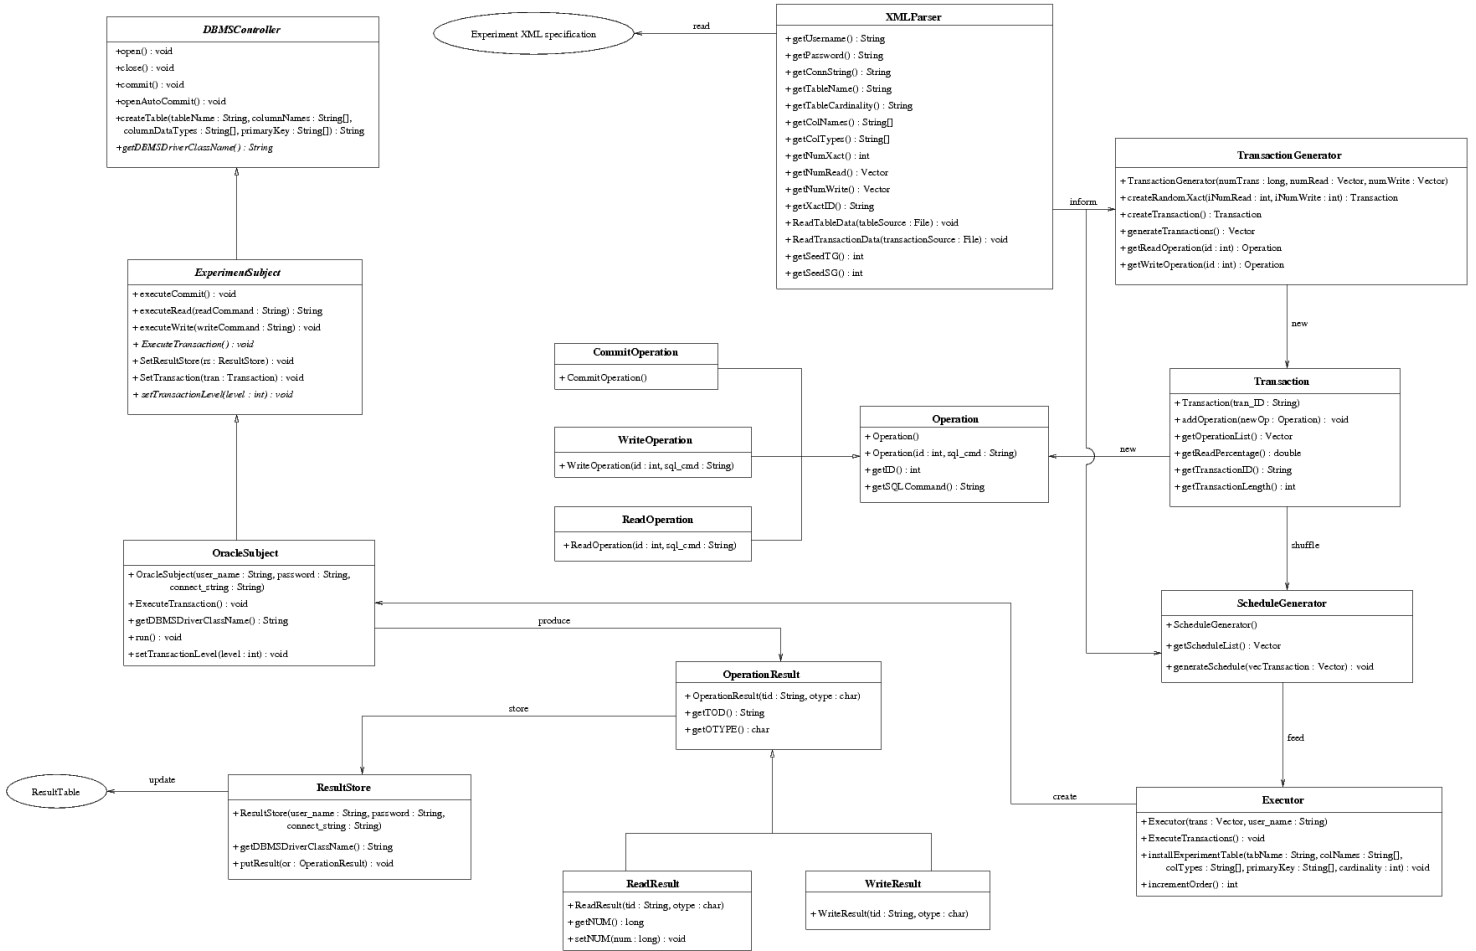 DBMSController
+open() : void
+close() : void
+commit() : void
+openAutoCommit() : void
+createTable(tableName : String, columnNames : String[],
columnDataTypes : String[], primaryKey : String[]) : String
+getDBMSDriverClassName() : String
Experiment XML specification
read
XMLParser
+ getUsername() : String
+ getPassword() : String
+ getConnString() : String
+ getTableName() : String
+ getTableCardinality() : String
+ getColNames() : String[]
+ getColTypes() : String[]
+ getNumXact() : int
+ getNumRead() : Vector
+ getNumWrite() : Vector
+ getXactID() : String
+ ReadTableData(tableSource : File) : void
+ ReadTransactionData(transactionSource : File) : void
+ getSeedTG() : int
+ getSeedSG() : int
inform
TransactionGenerator
+ TransactionGenerator(numTrans : long, numRead : Vector, numWrite : Vector)
+ createRandomXact(iNumRead : int, iNumWrite : int) : Transaction
+ createTransaction() : Transaction
+ generateTransactions() : Vector
+ getReadOperation(id : int) : Operation
+ getWriteOperation(id : int) : Operation
new
ExperimentSubject
+ executeCommit() : void
+ executeRead(readCommand : String) : String
+ executeWrite(writeCommand : String) : void
+ ExecuteTransaction() : void
+ SetResultStore(rs : ResultStore) : void
+ SetTransaction(tran : Transaction) : void
+ setTransactionLevel(level : int) : void
CommitOperation
+ CommitOperation()
WriteOperation
+ WriteOperation(id : int, sql_cmd : String)
ReadOperation
+ ReadOperation(id : int, sql_cmd : String)
Operation
+ Operation()
+ Operation(id : int, sql_cmd : String)
+ getID() : int
+ getSQLCommand() : String
new
Transaction
+ Transaction(tran_ID : String)
+ addOperation(newOp : Operation) : void
+ getOperationList() : Vector
+ getReadPercentage() : double
+ getTransactionID() : String
+ getTransactionLength() : int
shuffle
OracleSubject
+ OracleSubject(user_name : String, password : String,
connect_string : String)
+ ExecuteTransaction() : void
+ getDBMSDriverClassName() : String
+ run() : void
+ setTransactionLevel(level : int) : void
produce
ScheduleGenerator
+ ScheduleGenerator()
+ getScheduleList() : Vector
+ generateSchedule(vecTransaction : Vector) : void
feed
OperationResult
+ OperationResult(tid : String, otype : char)
+ getTOD() : String
+ getOTYPE() : char
store
update
ResultTable
ResultStore
+ ResultStore(user_name : String, password : String,
connect_string : String)
+ getDBMSDriverClassName() : String
+ putResult(or : OperationResult) : void
create
Executor
+ Executor(trans : Vector, user_name : String)
+ ExecuteTransactions() : void
+ installExperimentTable(tabName : String, colNames : String[],
colTypes : String[], primaryKey : String[], cardinality : int) : void
+ incrementOrder() : int
ReadResult
+ ReadResult(tid : String, otype : char)
+ getNUM() : long
+ setNUM(num : long) : void
WriteResult
+ WriteResult(tid : String, otype : char)